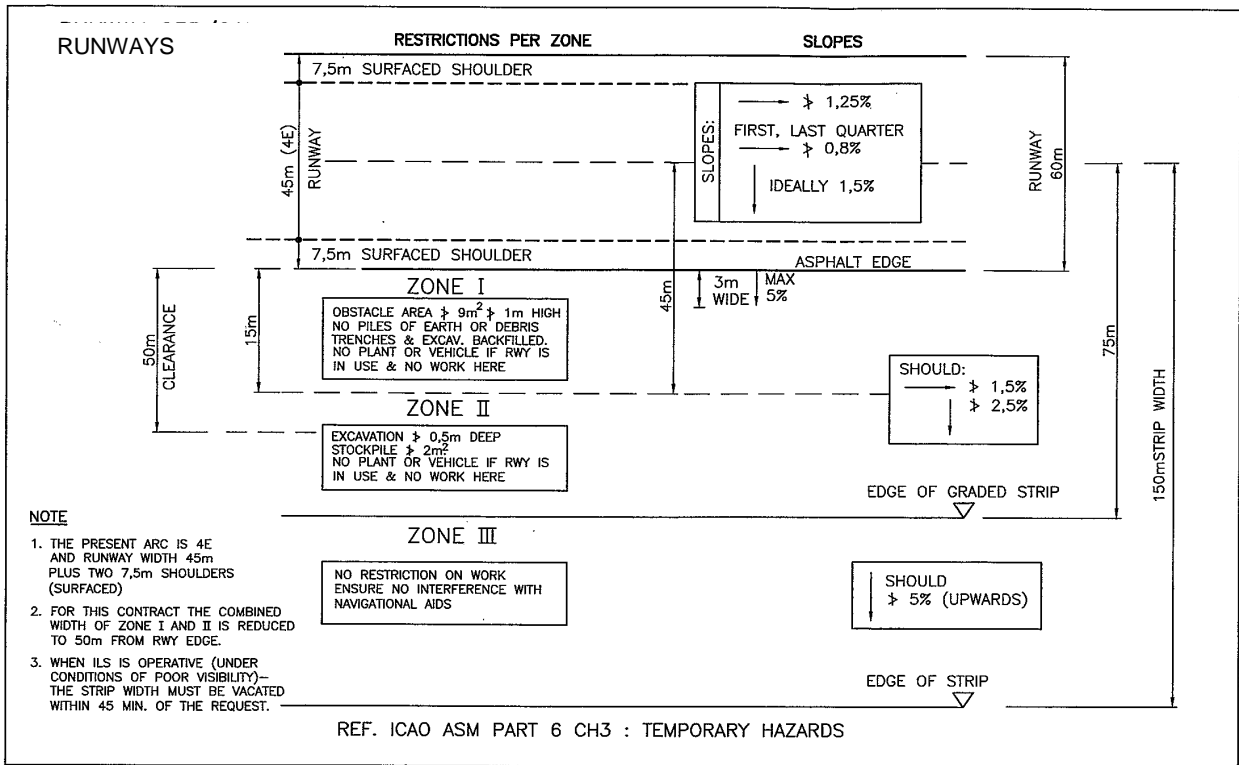 RUNWAYS
RESTRICTIONS PER ZONE
SLOPES
7,5m SURFACED SHOULDER
45m (4E)
RUNWAY
SLOPES:
≯ 1,25%
FIRST, LAST QUARTER
≯ 0,8%
IDEALLY 1,5%
RUNWAY
60m
7,5m SURFACED SHOULDER
ASPHALT EDGE
ZONE I
3m
WIDE
MAX
5%
45m
50m
CLEARANCE
15m
OBSTACLE AREA ≯ 9m² ≯ 1m HIGH
NO PILES OF EARTH OR DEBRIS
TRENCHES & EXCAV. BACKFILLED.
NO PLANT OR VEHICLE IF RWY IS
IN USE & NO WORK HERE
75m
150m STRIP WIDTH
SHOULD:
≯ 1,5%
≯ 2,5%
ZONE II
EXCAVATION ≯ 0,5m DEEP
STOCKPILE ≯ 2m²
NO PLANT OR VEHICLE IF RWY IS
IN USE & NO WORK HERE
EDGE OF GRADED STRIP
ZONE III
NO RESTRICTION ON WORK
ENSURE NO INTERFERENCE WITH
NAVIGATIONAL AIDS
SHOULD
≯ 5% (UPWARDS)
EDGE OF STRIP
NOTE
1. THE PRESENT ARC IS 4E
AND RUNWAY WIDTH 45m
PLUS TWO 7,5m SHOULDERS
(SURFACED)
2. FOR THIS CONTRACT THE COMBINED
WIDTH OF ZONE I AND II IS REDUCED
TO 50m FROM RWY EDGE.
3. WHEN ILS IS OPERATIVE (UNDER
CONDITIONS OF POOR VISIBILITY)—
THE STRIP WIDTH MUST BE VACATED
WITHIN 45 MIN. OF THE REQUEST.
REF. ICAO ASM PART 6 CH3 : TEMPORARY HAZARDS